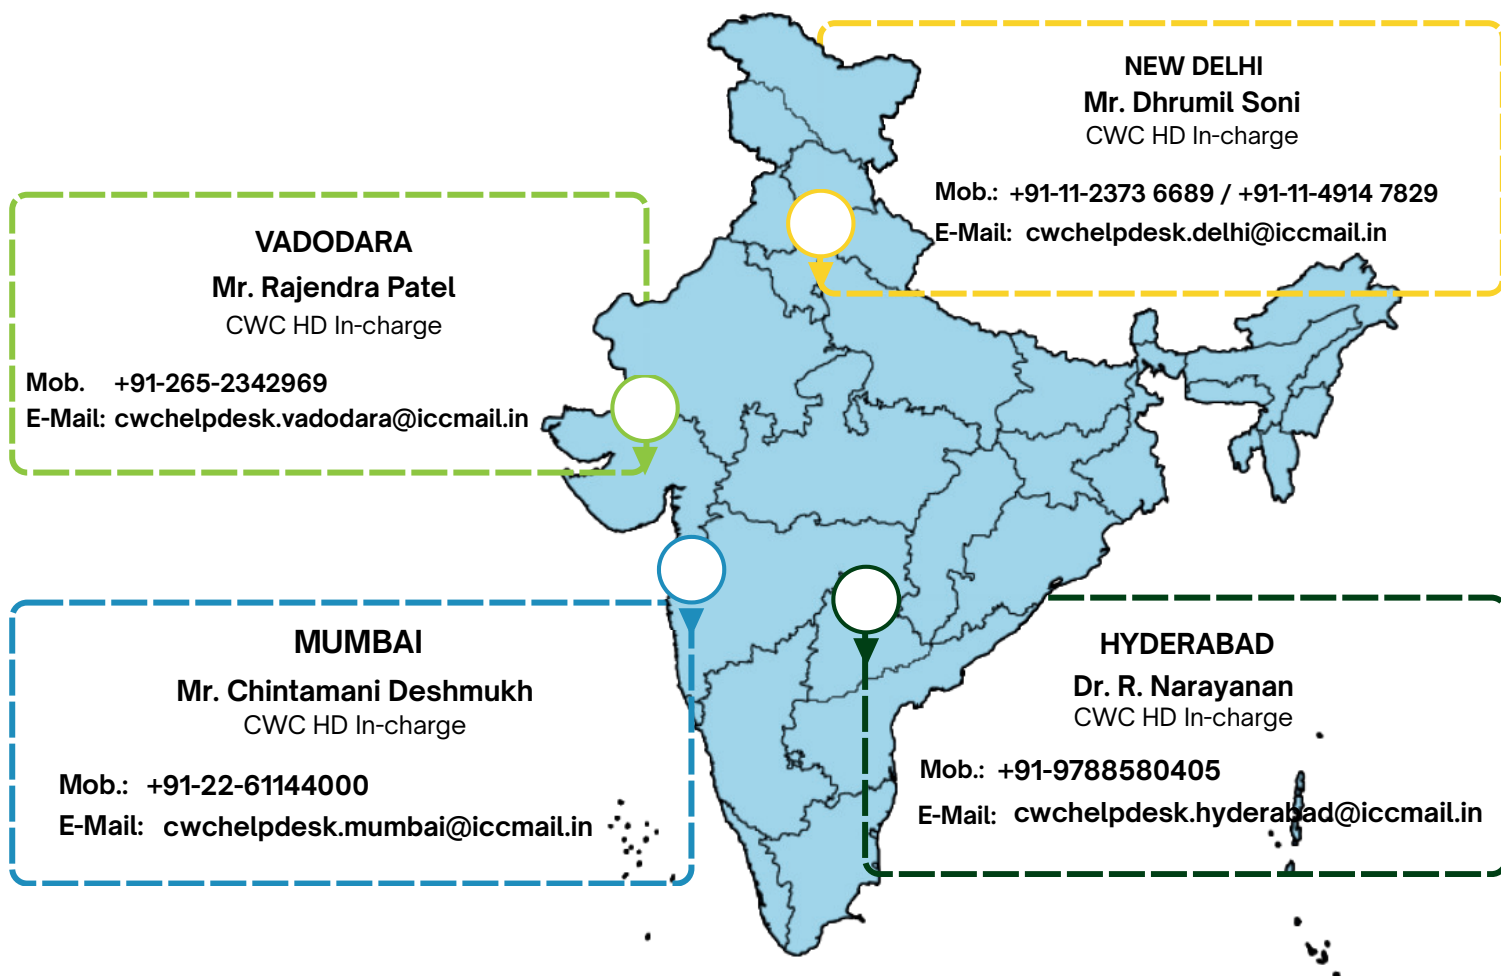 NEW DELHI
Mr. Dhrumil Soni
CWC HD In-charge
Mob.: +91-11-2373 6689 / +91-11-4914 7829
E-Mail: cwchelpdesk.delhi@iccmail.in
VADODARA
Mr. Rajendra Patel
CWC HD In-charge
Mob. +91-265-2342969
E-Mail: cwchelpdesk.vadodara@iccmail.in
MUMBAI
Mr. Chintamani Deshmukh
CWC HD In-charge
Mob.: +91-22-61144000
E-Mail: cwchelpdesk.mumbai@iccmail.in
HYDERABAD
Dr. R. Narayanan
CWC HD In-charge
Mob.: +91-9788580405
E-Mail: cwchelpdesk.hyderabad@iccmail.in